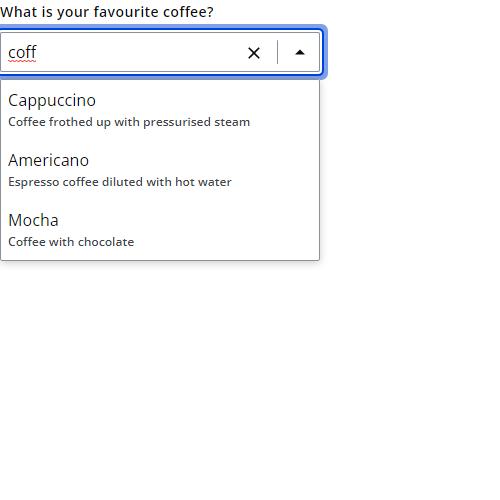 What is your favourite coffee?
coff
Cappuccino
Coffee frothed up with pressurised steam
Americano
Espresso coffee diluted with hot water
Mocha
Coffee with chocolate